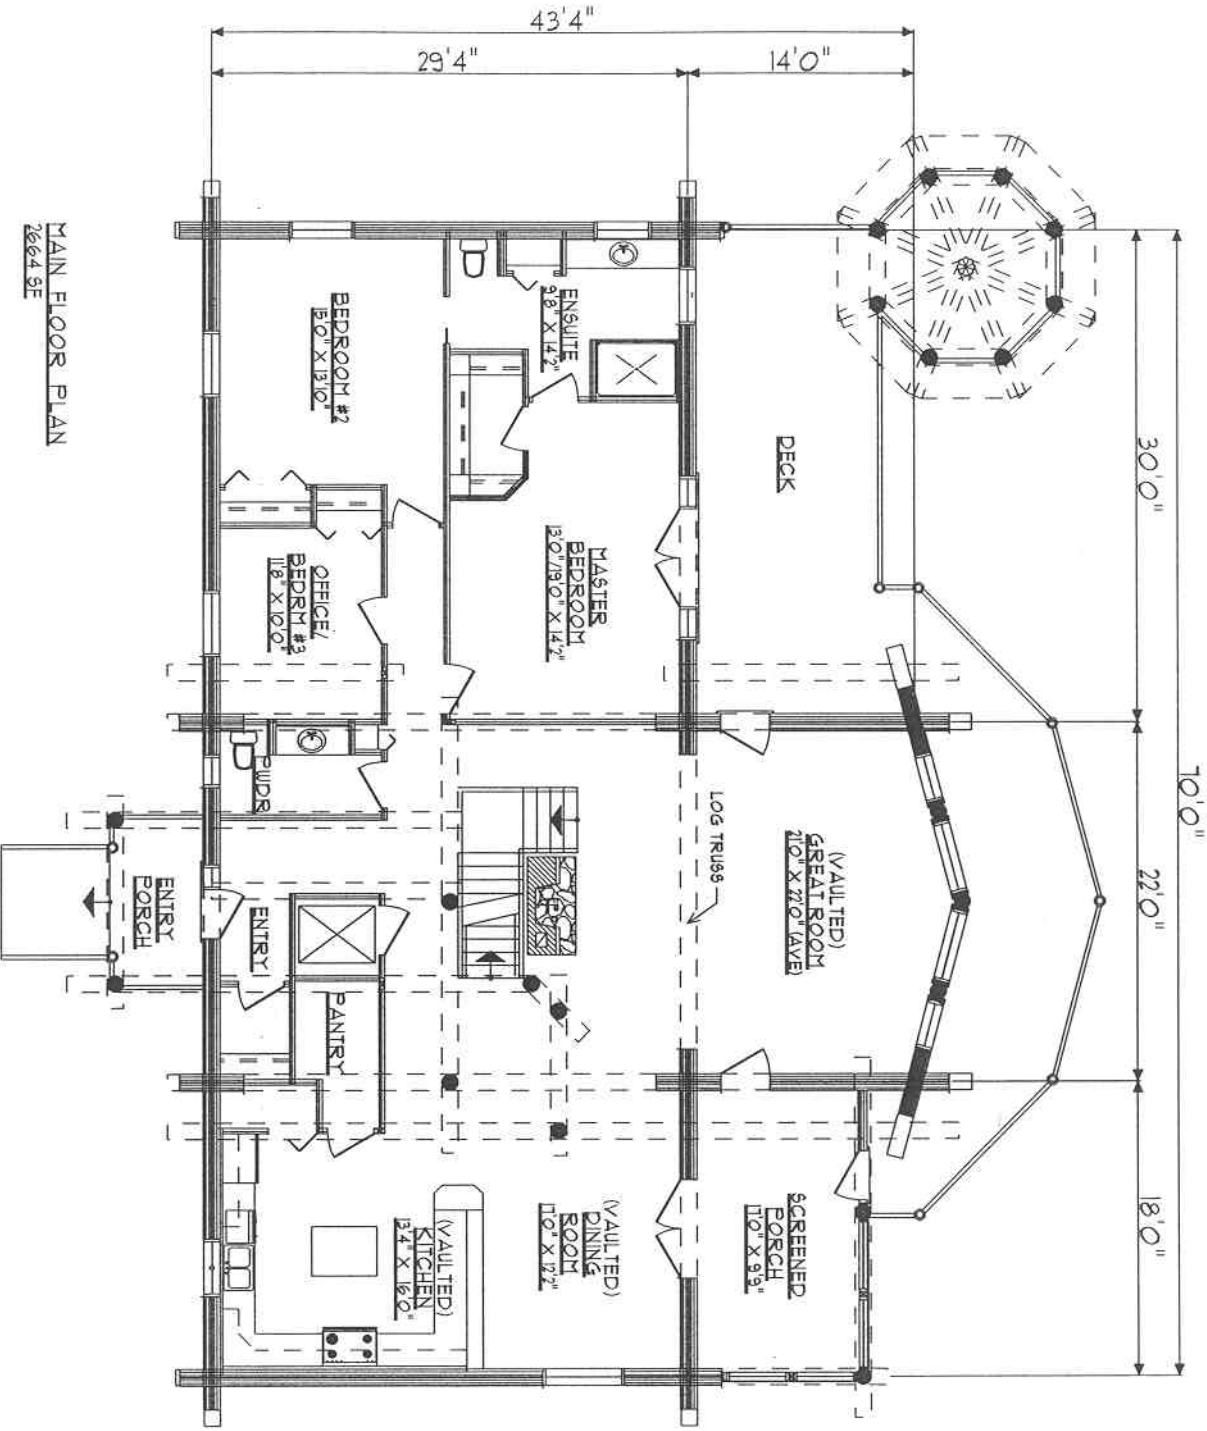 43'4"
29'4"
14'0"
30'0"
70'0"
22'0"
18'0"
DECK
ENSUITE
9'8" X 14'2"
BEDROOM #2
15'0" X 13'10"
MASTER
BEDROOM
13'0"/19'0" X 14'2"
OFFICE/
BEDRM #3
11'8" X 10'0"
PWDR
LOG TRUSS
(VAULTED)
GREAT ROOM
21'0" X 22'0" (AVE)
ENTRY
PORCH
ENTRY
PANTRY
(VAULTED)
KITCHEN
13'4" X 16'0"
(VAULTED)
DINING
ROOM
17'0" X 12'2"
SCREENED
PORCH
17'0" X 9'9"
MAIN FLOOR PLAN
2664 SF